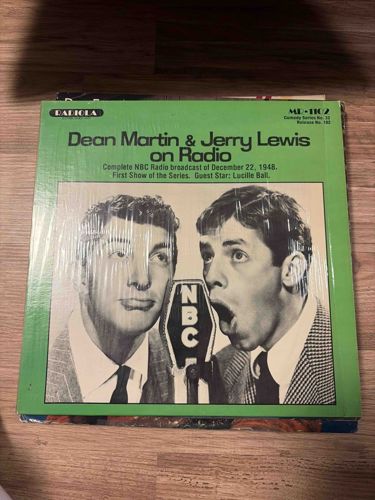 RADIOLA
MR-1102
Comedy Series No. 32
Release No. 102
Dean Martin & Jerry Lewis
on Radio
Complete NBC Radio broadcast of December 22, 1948.
First Show of the Series. Guest Star: Lucille Ball.
NBC